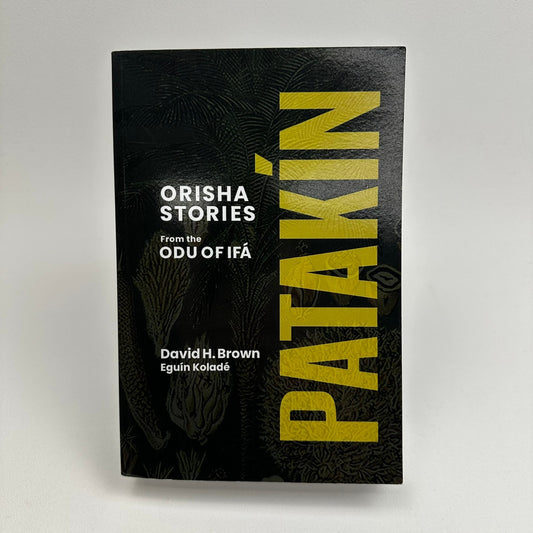 PATAKÍN
ORISHA
STORIES
From the
ODU OF IFÁ
David H. Brown
Eguín Koladé